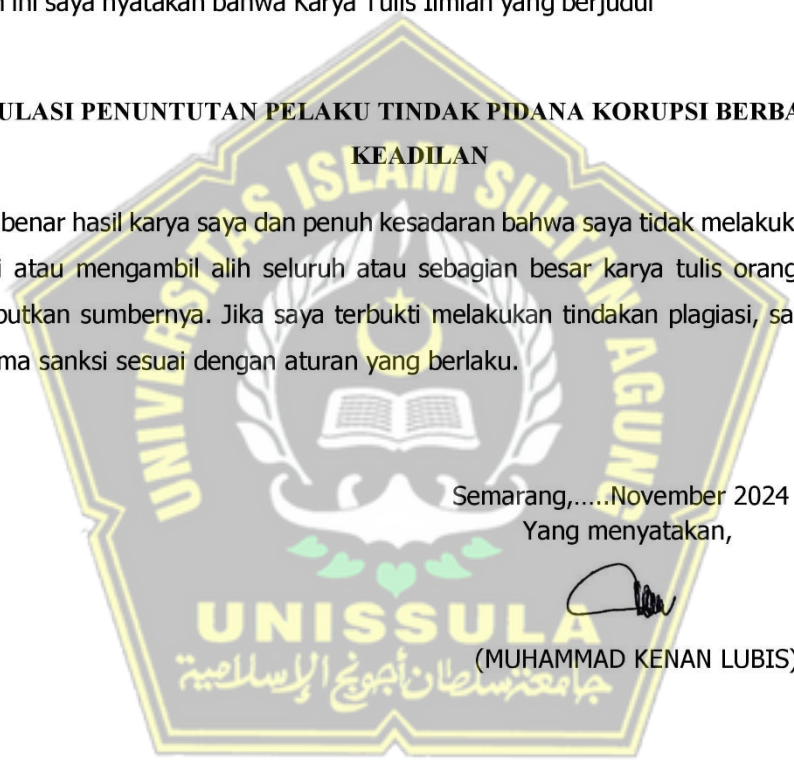 ini saya nyatakan bahwa Karya Tulis Ilmiah yang berjudul
ULASI PENUNTUTAN PELAKU TINDAK PIDANA KORUPSI BERBA
KEADILAN
benar hasil karya saya dan penuh kesadaran bahwa saya tidak melakuk
i atau mengambil alih seluruh atau sebagian besar karya tulis orang
butkan sumbernya. Jika saya terbukti melakukan tindakan plagiasi, sa
ma sanksi sesuai dengan aturan yang berlaku.
UNIVERSITAS ISLAM SULTAN AGUNG
Semarang,.....November 2024
Yang menyatakan,
UNISSULA
(MUHAMMAD KENAN LUBIS)
جامعة سلطان أجونج الإسلامية